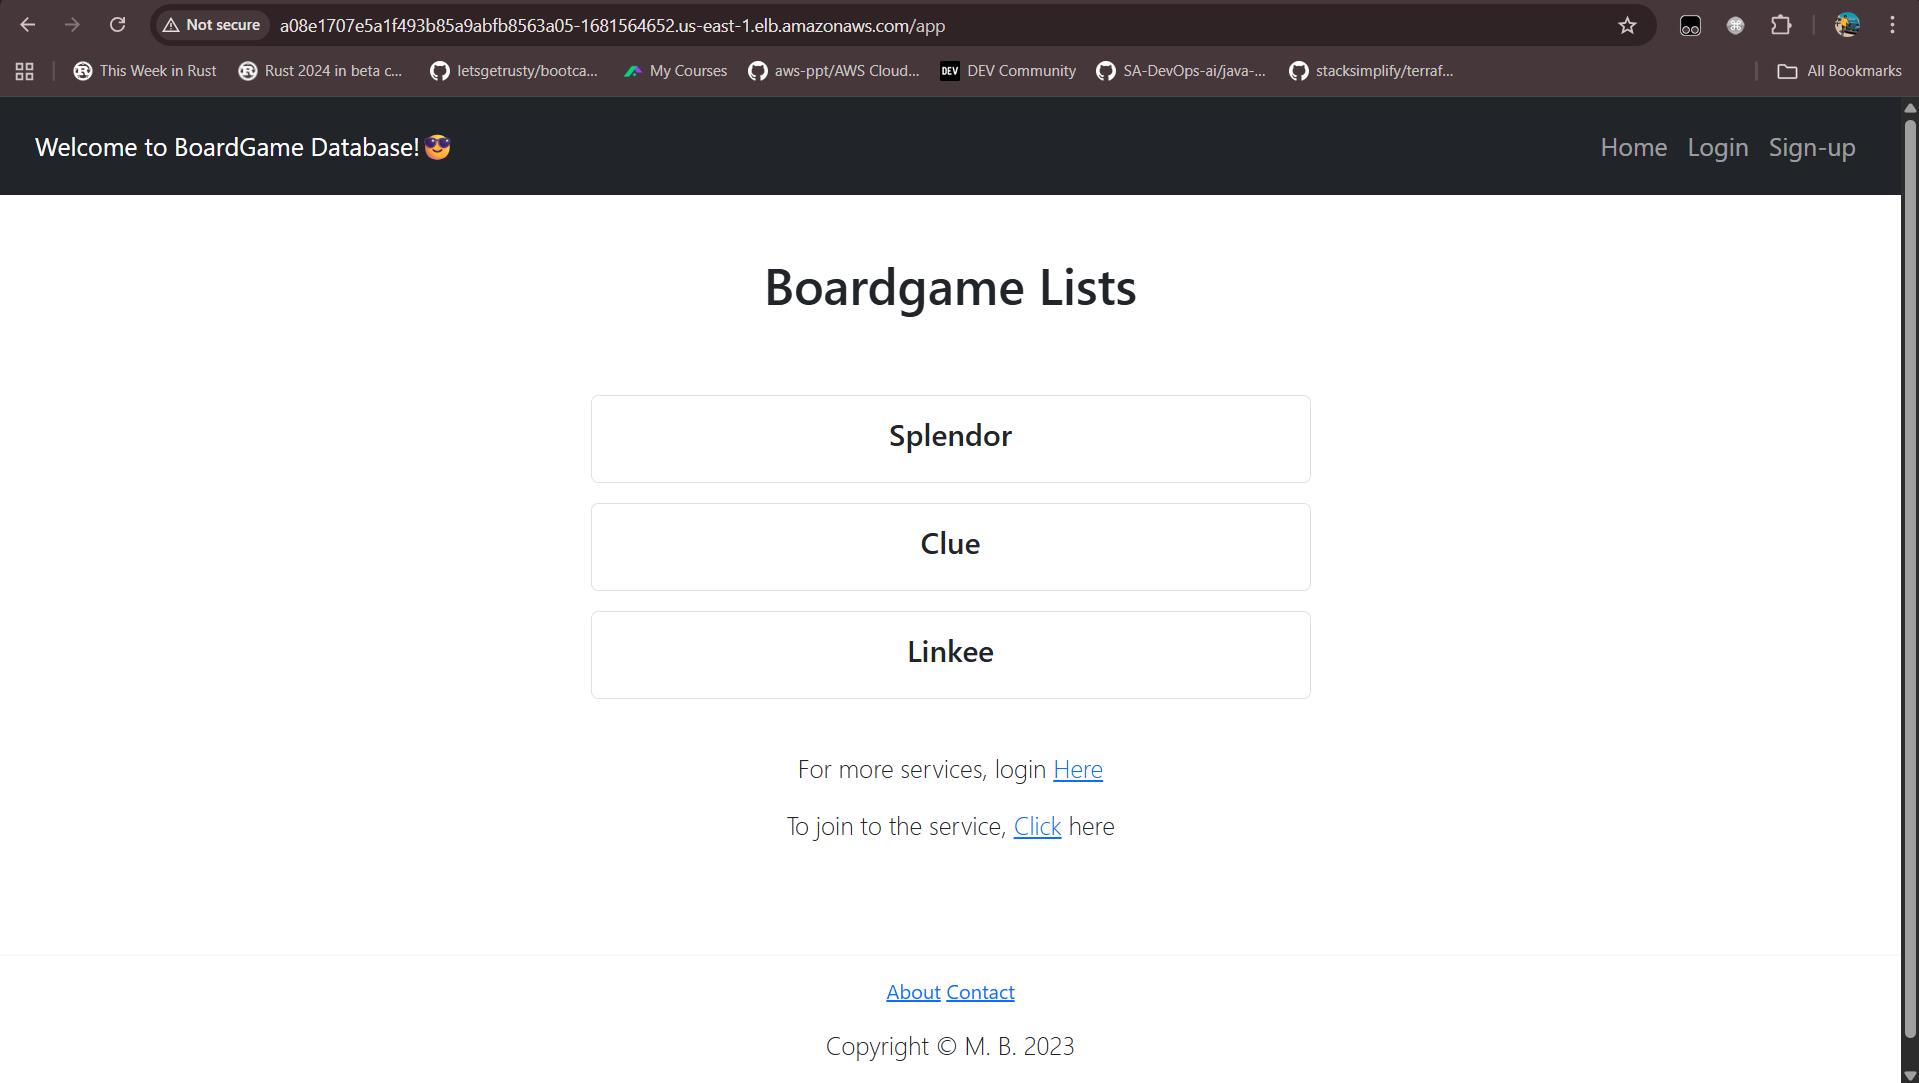 Not secure a08e1707e5a1f493b85a9abfb8563a05-1681564652.us-east-1.elb.amazonaws.com/app
This Week in Rust Rust 2024 in beta c... letsgetrusty/bootca... My Courses aws-ppt/AWS Cloud... DEV DEV Community SA-DevOps-ai/java-... stacksimplify/terraf... All Bookmarks
Welcome to BoardGame Database!😎 Home Login Sign-up
Boardgame Lists
Splendor
Clue
Linkee
For more services, login Here
To join to the service, Click here
About Contact
Copyright © M. B. 2023